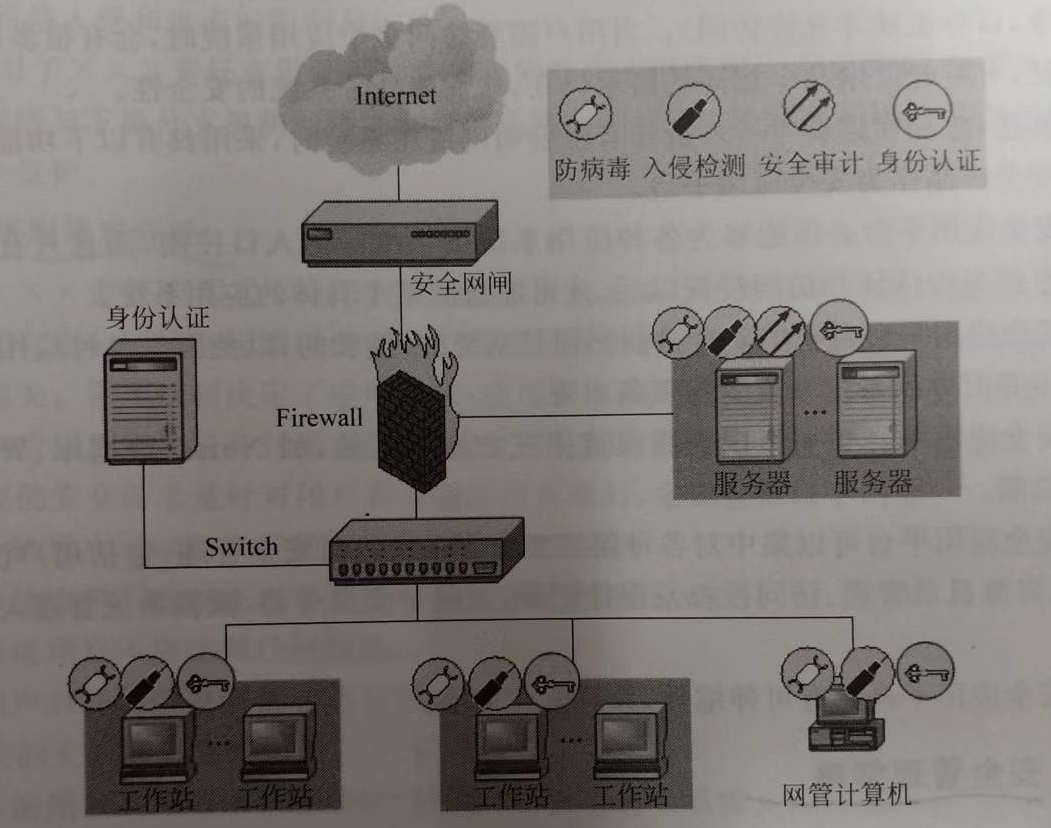 Internet
防病毒 入侵检测 安全审计 身份认证
安全网闸
身份认证
Firewall
服务器 服务器
Switch
工作站 工作站
工作站 工作站
网管计算机